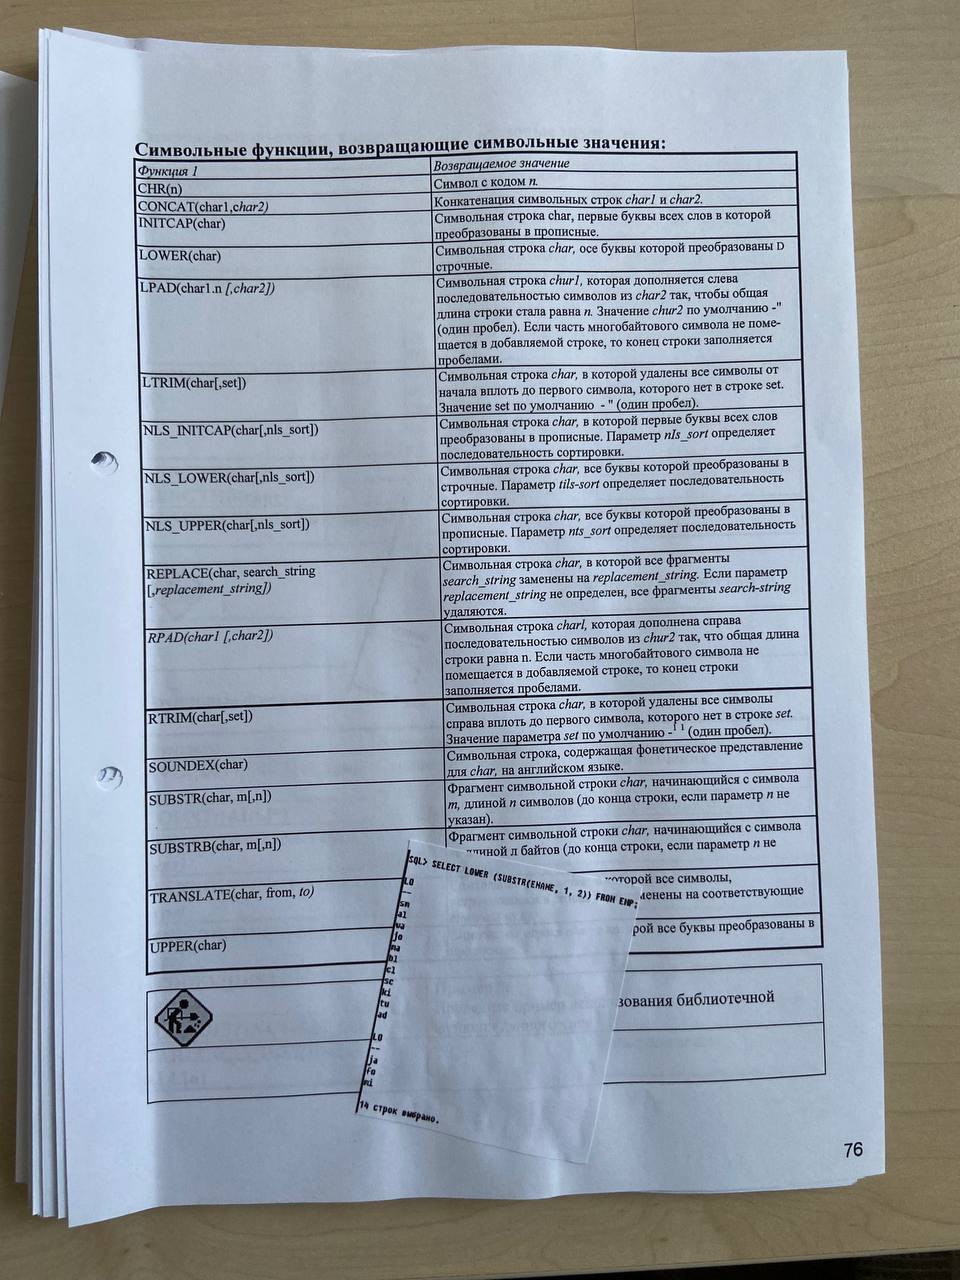 Символьные функции, возвращающие символьные значения:
Функция 1
Возвращаемое значение
CHR(n)
Символ с кодом n.
CONCAT(char1,char2)
Конкатенация символьных строк char1 и char2.
INITCAP(char)
Символьная строка char, первые буквы всех слов в которой
преобразованы в прописные.
LOWER(char)
Символьная строка char, осе буквы которой преобразованы D
строчные.
LPAD(char1.n [,char2])
Символьная строка chur1, которая дополняется слева
последовательностью символов из char2 так, чтобы общая
длина строки стала равна n. Значение chur2 по умолчанию -"
(один пробел). Если часть многобайтового символа не поме-
щается в добавляемой строке, то конец строки заполняется
пробелами.
LTRIM(char[,set])
Символьная строка char, в которой удалены все символы от
начала вплоть до первого символа, которого нет в строке set.
Значение set по умолчанию - " (один пробел).
NLS_INITCAP(char[,nls_sort])
Символьная строка char, в которой первые буквы всех слов
преобразованы в прописные. Параметр nIs_sort определяет
последовательность сортировки.
NLS_LOWER(char[,nls_sort])
Символьная строка char, все буквы которой преобразованы в
строчные. Параметр tils-sort определяет последовательность
сортировки.
NLS_UPPER(char[,nls_sort])
Символьная строка char, все буквы которой преобразованы в
прописные. Параметр nts_sort определяет последовательность
сортировки.
REPLACE(char, search_string
[,replacement_string])
Символьная строка char, в которой все фрагменты
search_string заменены на replacement_string. Если параметр
replacement_string не определен, все фрагменты search-string
удаляются.
RPAD(char1 [,char2])
Символьная строка charl, которая дополнена справа
последовательностью символов из chur2 так, что общая длина
строки равна n. Если часть многобайтового символа не
помещается в добавляемой строке, то конец строки
заполняется пробелами.
RTRIM(char[,set])
Символьная строка char, в которой удалены все символы
справа вплоть до первого символа, которого нет в строке set.
Значение параметра set по умолчанию -[ ] (один пробел).
SOUNDEX(char)
Символьная строка, содержащая фонетическое представление
для char, на английском языке.
SUBSTR(char, m[,n])
Фрагмент символьной строки char, начинающийся с символа
m, длиной n символов (до конца строки, если параметр n не
указан).
SUBSTRB(char, m[,n])
Фрагмент символьной строки char, начинающийся с символа
длиной л байтов (до конца строки, если параметр n не
TRANSLATE(char, from, to)
которой все символы,
менены на соответствующие
UPPER(char)
рой все буквы преобразованы в
зования библиотечной
SQL> SELECT LOWER (SUBSTR(ENAME, 1, 2)) FROM EMP;
LO
--
sm
al
wa
jo
ma
bl
cl
sc
ki
tu
ad
LO
--
ja
fo
mi
14 строк выбрано.
76